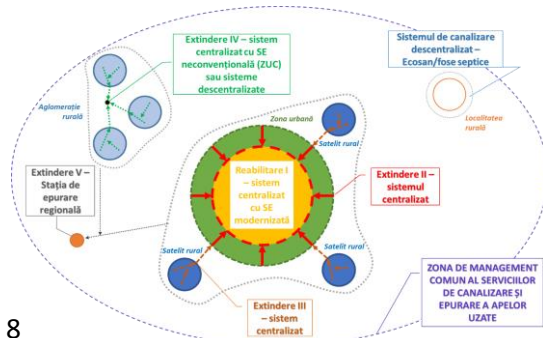 Extindere IV – sistem
centralizat cu SE
neconvențională (ZUC)
sau sisteme
descentralizate
Sistemul de canalizare
descentralizat –
Ecosan/fose septice
Aglomerație
rurală
Localitatea
rurală
Zona urbană
Satelit rural
Extindere V –
Stația de
epurare
regională
Reabilitare I
– sistem
centralizat
cu SE
modernizată
Extindere II –
sistemul
centralizat
Satelit rural
Satelit rural
Extindere III –
sistem
centralizat
ZONA DE MANAGEMENT
COMUN AL SERVICIILOR
DE CANALIZARE ȘI
EPURARE A APELOR
UZATE
8